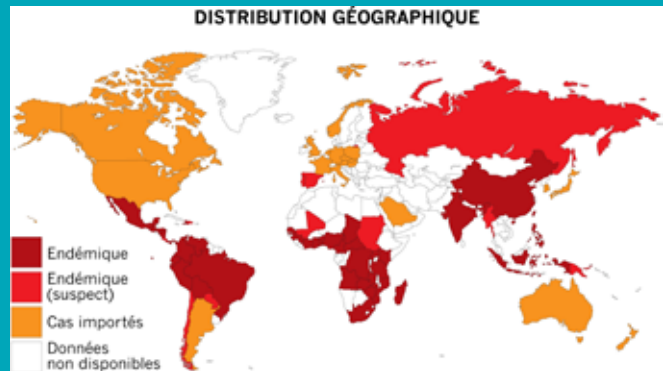 DISTRIBUTION GÉOGRAPHIQUE
Endémique
Endémique
(suspect)
Cas importés
Données
non disponibles